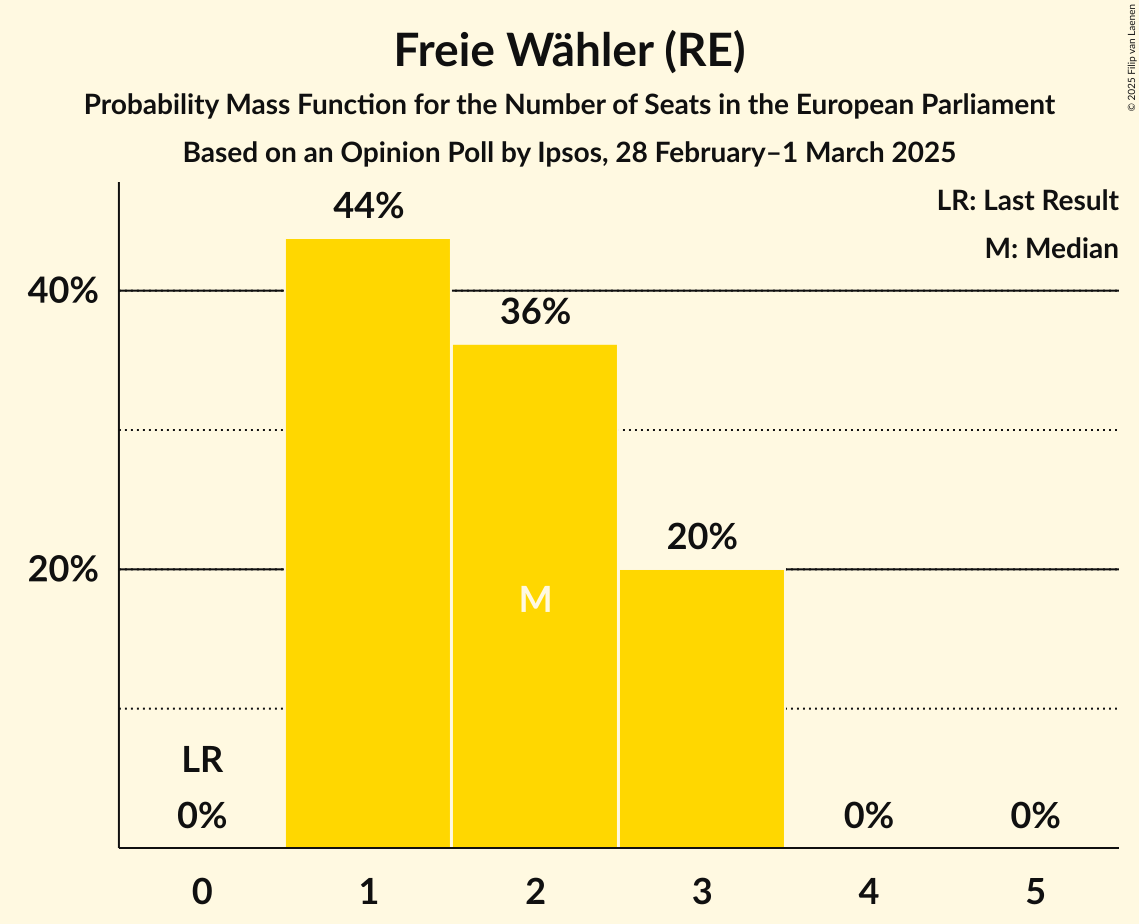 Freie Wähler (RE)
Probability Mass Function for the Number of Seats in the European Parliament
Based on an Opinion Poll by Ipsos, 28 February–1 March 2025
© 2025 Filip van Laenen
LR: Last Result
M: Median
44%
40%
36%
20%
20%
M
LR
0%
0%
0%
0
1
2
3
4
5